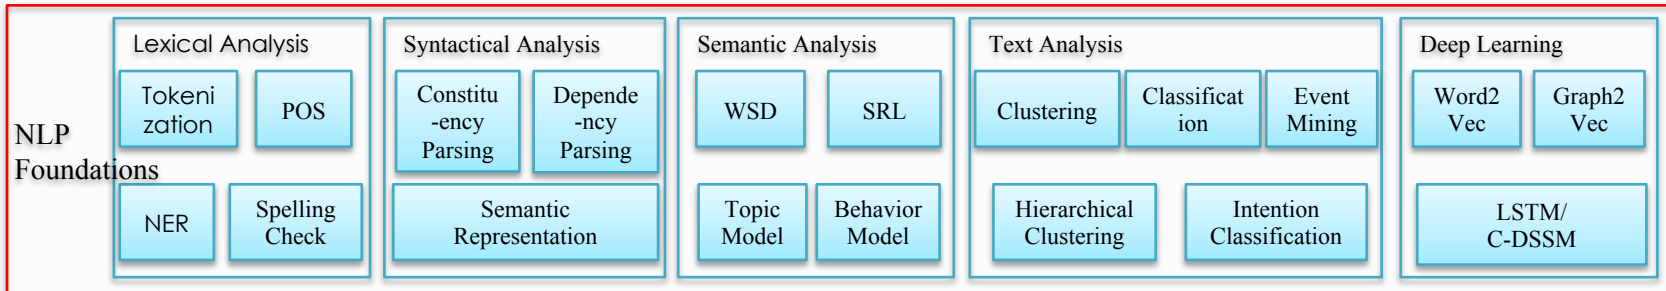 NLP
Foundations
Lexical Analysis
Tokeni
zation
POS
NER
Spelling
Check
Syntactical Analysis
Constitu
-ency
Parsing
Depende
-ncy
Parsing
Semantic
Representation
Semantic Analysis
WSD
SRL
Topic
Model
Behavior
Model
Text Analysis
Clustering
Classificat
ion
Event
Mining
Hierarchical
Clustering
Intention
Classification
Deep Learning
Word2
Vec
Graph2
Vec
LSTM/
C-DSSM